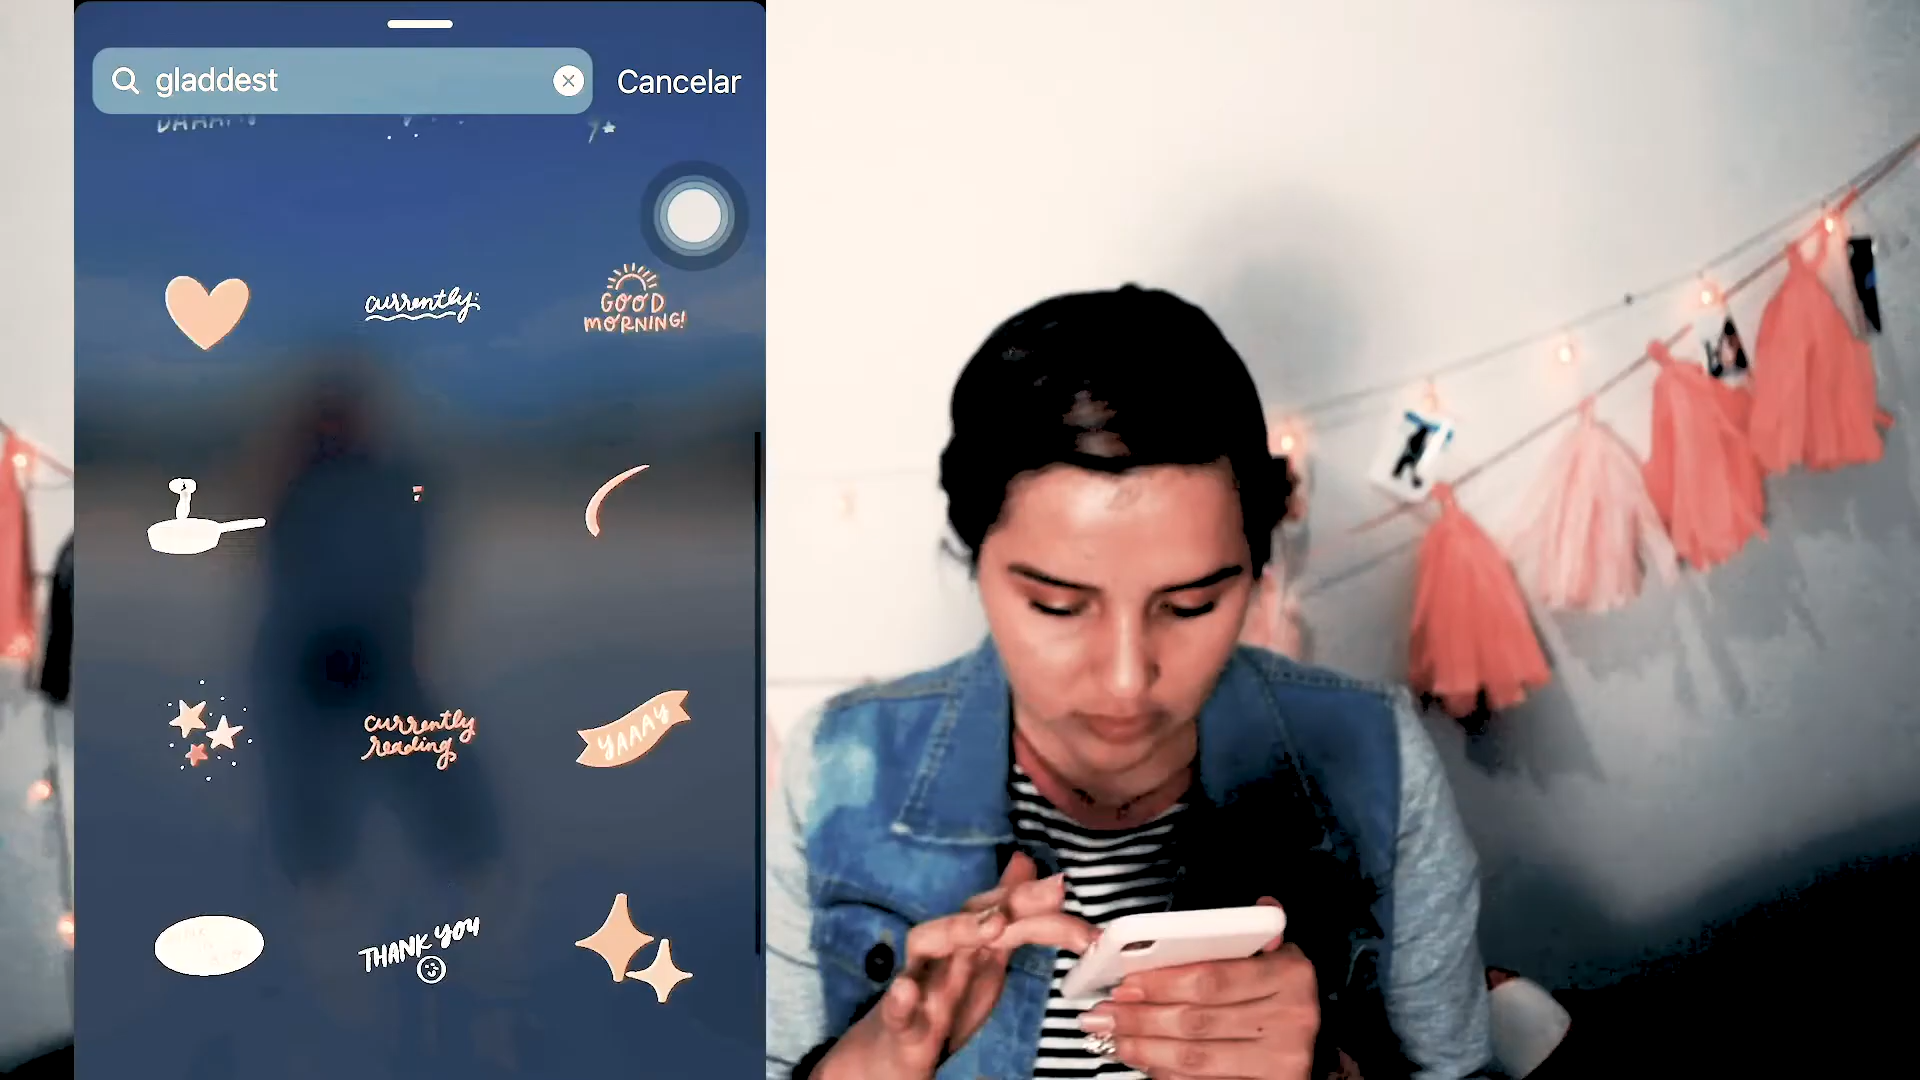 gladdest
Cancelar
currently:
GOOD
MORNING!
currently
reading
YAAAY
THANK YOU